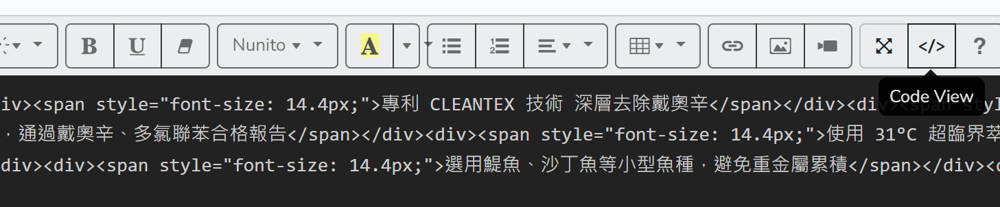 B U Nunito A ?
Code View
iv><span style="font-size: 14.4px;">專利 CLEANTEX 技術 深層去除戴奧辛</span></div><div><span styl
，通過戴奧辛、多氯聯苯合格報告</span></div><div><span style="font-size: 14.4px;">使用 31°C 超臨界萃
div><div><span style="font-size: 14.4px;">選用鯷魚、沙丁魚等小型魚種，避免重金屬累積</span></div><d